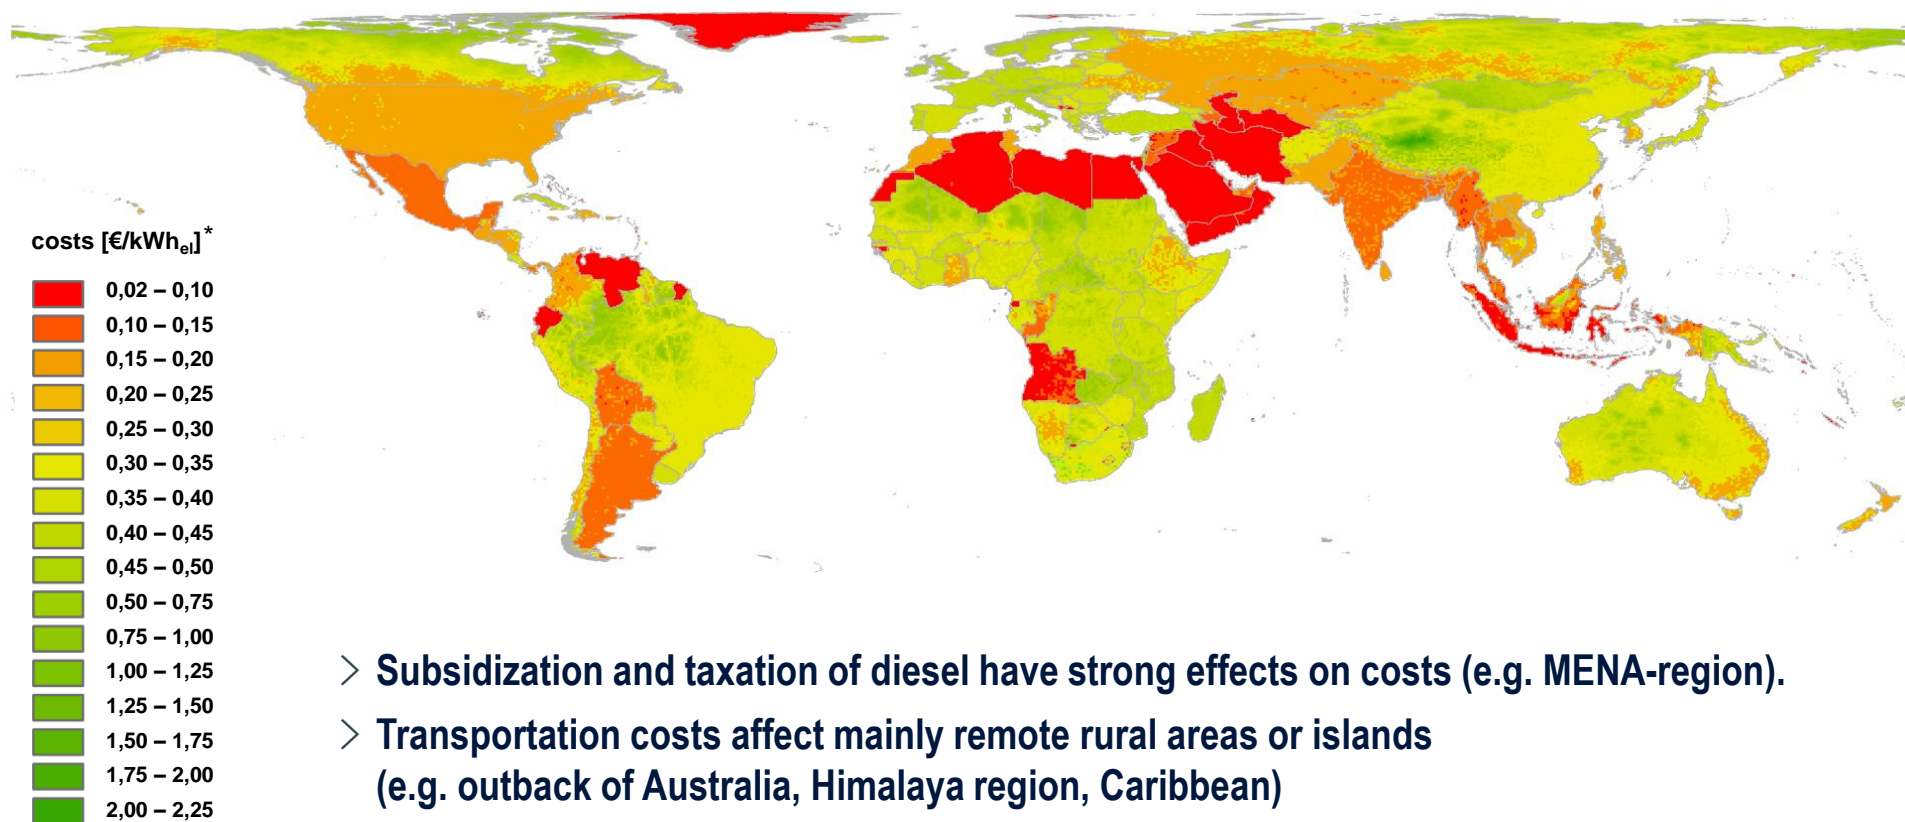 costs [€/kWhel]*
0,02 – 0,10
0,10 – 0,15
0,15 – 0,20
0,20 – 0,25
0,25 – 0,30
0,30 – 0,35
0,35 – 0,40
0,40 – 0,45
0,45 – 0,50
0,50 – 0,75
0,75 – 1,00
1,00 – 1,25
1,25 – 1,50
1,50 – 1,75
1,75 – 2,00
2,00 – 2,25
> Subsidization and taxation of diesel have strong effects on costs (e.g. MENA-region).
> Transportation costs affect mainly remote rural areas or islands
(e.g. outback of Australia, Himalaya region, Caribbean)